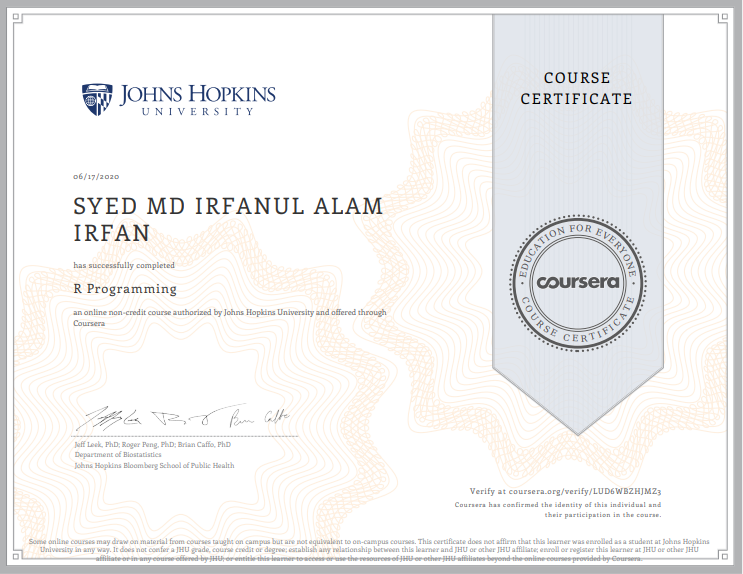 JOHNS HOPKINS
UNIVERSITY
COURSE
CERTIFICATE
06/17/2020
SYED MD IRFANUL ALAM
IRFAN
has successfully completed
R Programming
an online non-credit course authorized by Johns Hopkins University and offered through
Coursera
EDUCATION FOR EVERYONE
coursera
COURSE CERTIFICATE
Jeff Leek, PhD; Roger Peng, PhD; Brian Caffo, PhD
Department of Biostatistics
Johns Hopkins Bloomberg School of Public Health
Verify at coursera.org/verify/LUD6WBZHJMZ3
Coursera has confirmed the identity of this individual and
their participation in the course.
Some online courses may draw on material from courses taught on campus but are not equivalent to on-campus courses. This certificate does not affirm that this learner was enrolled as a student at Johns Hopkins
University in any way. It does not confer a JHU grade, course credit or degree; establish any relationship between this learner and JHU or other JHU affiliate; enroll or register this learner at JHU or other JHU
affiliate or in any course offered by JHU; or entitle this learner to access or use the resources of JHU or other JHU affiliates beyond the online courses provided by Coursera.